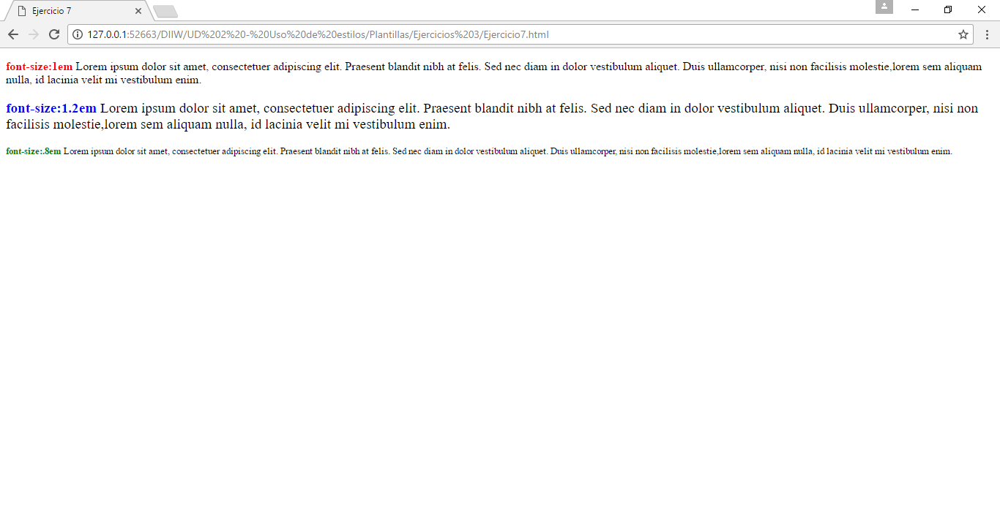 Ejercicio 7
127.0.0.1:52663/DIIW/UD%202%20-%20Uso%20de%20estilos/Plantillas/Ejercicios%203/Ejercicio7.html
font-size:1em Lorem ipsum dolor sit amet, consectetuer adipiscing elit. Praesent blandit nibh at felis. Sed nec diam in dolor vestibulum aliquet. Duis ullamcorper, nisi non facilisis molestie,lorem sem aliquam
nulla, id lacinia velit mi vestibulum enim.
font-size:1.2em Lorem ipsum dolor sit amet, consectetuer adipiscing elit. Praesent blandit nibh at felis. Sed nec diam in dolor vestibulum aliquet. Duis ullamcorper, nisi non
facilisis molestie,lorem sem aliquam nulla, id lacinia velit mi vestibulum enim.
font-size:.8em Lorem ipsum dolor sit amet, consectetuer adipiscing elit. Praesent blandit nibh at felis. Sed nec diam in dolor vestibulum aliquet. Duis ullamcorper, nisi non facilisis molestie,lorem sem aliquam nulla, id lacinia velit mi vestibulum enim.